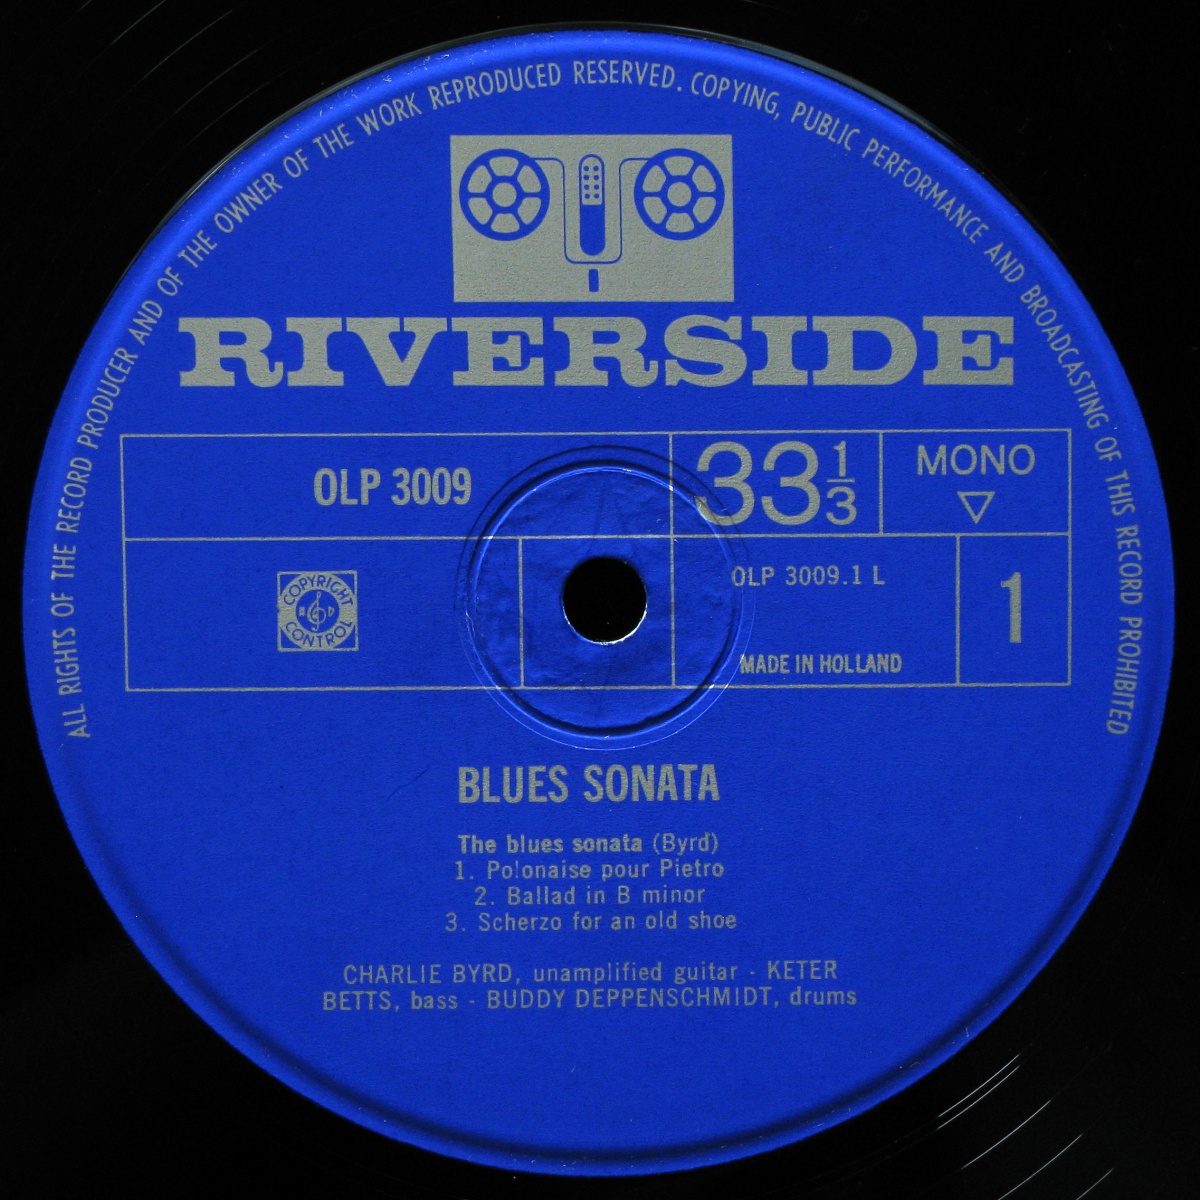 ALL RIGHTS OF THE RECORD PRODUCER AND OF THE OWNER OF THE WORK REPRODUCED RESERVED. COPYING, PUBLIC PERFORMANCE AND BROADCASTING OF THIS RECORD PROHIBITED
RIVERSIDE
OLP 3009
33 1/3
MONO
COPYRIGHT
CONTROL
OLP 3009.1 L
MADE IN HOLLAND
1
BLUES SONATA
The blues sonata (Byrd)
1. Polonaise pour Pietro
2. Ballad in B minor
3. Scherzo for an old shoe
CHARLIE BYRD, unamplified guitar - KETER
BETTS, bass - BUDDY DEPPENSCHMIDT, drums